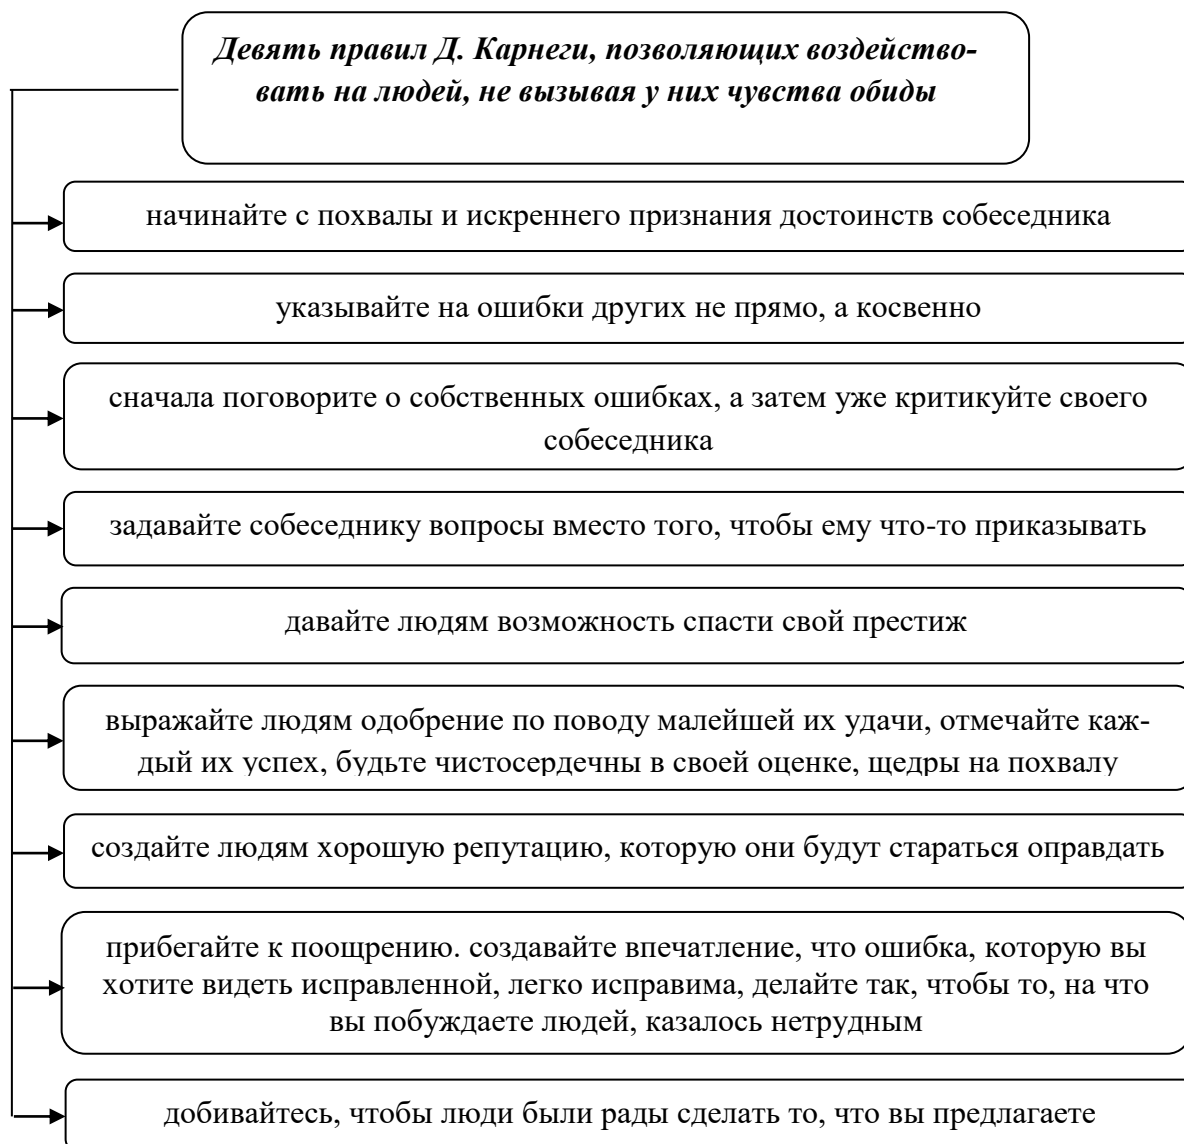 Девять правил Д. Карнеги, позволяющих воздейство-
вать на людей, не вызывая у них чувства обиды
начинайте с похвалы и искреннего признания достоинств собеседника
указывайте на ошибки других не прямо, а косвенно
сначала поговорите о собственных ошибках, а затем уже критикуйте своего
собеседника
задавайте собеседнику вопросы вместо того, чтобы ему что-то приказывать
давайте людям возможность спасти свой престиж
выражайте людям одобрение по поводу малейшей их удачи, отмечайте каж-
дый их успех, будьте чистосердечны в своей оценке, щедры на похвалу
создайте людям хорошую репутацию, которую они будут стараться оправдать
прибегайте к поощрению. создавайте впечатление, что ошибка, которую вы
хотите видеть исправленной, легко исправима, делайте так, чтобы то, на что
вы побуждаете людей, казалось нетрудным
добивайтесь, чтобы люди были рады сделать то, что вы предлагаете